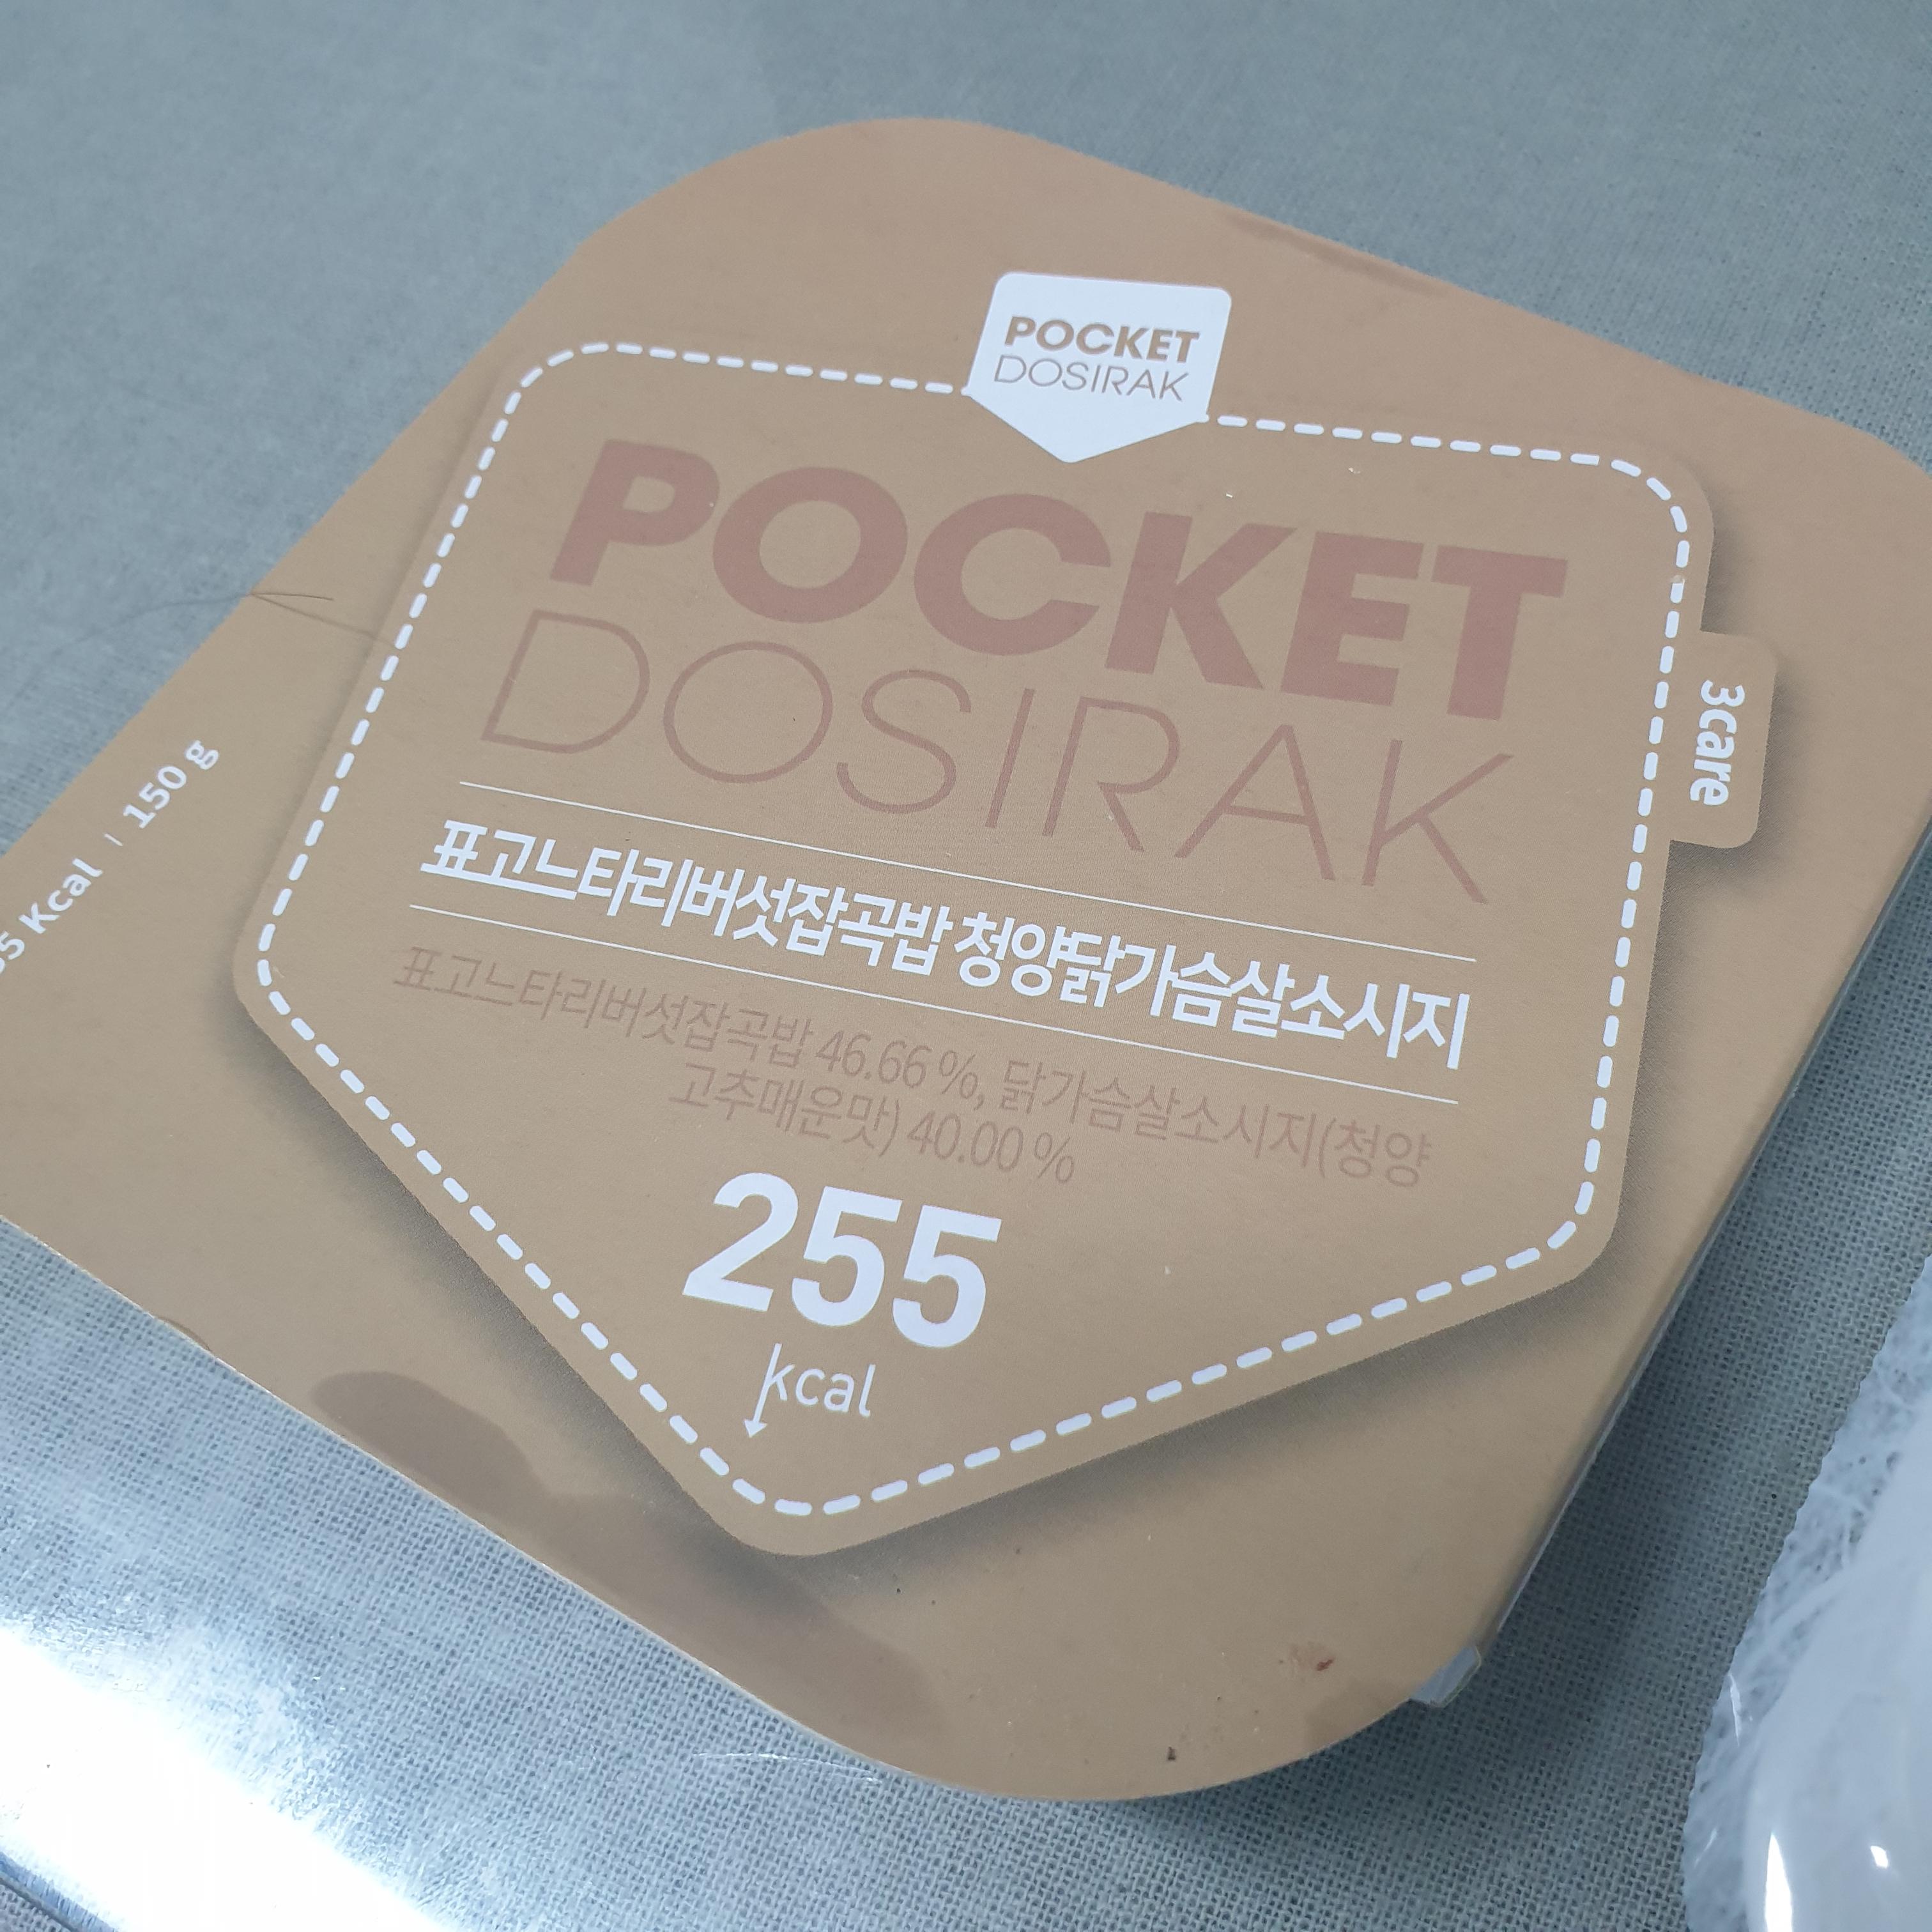 POCKET
DOSIRAK
POCKET
DOSIRAK
3care
표고느타리버섯잡곡밥 청양닭가슴살소시지
표고느타리버섯잡곡밥 46.66 %, 닭가슴살소시지(청양
고추매운맛) 40.00 %
255
kcal
Kcal | 150 g